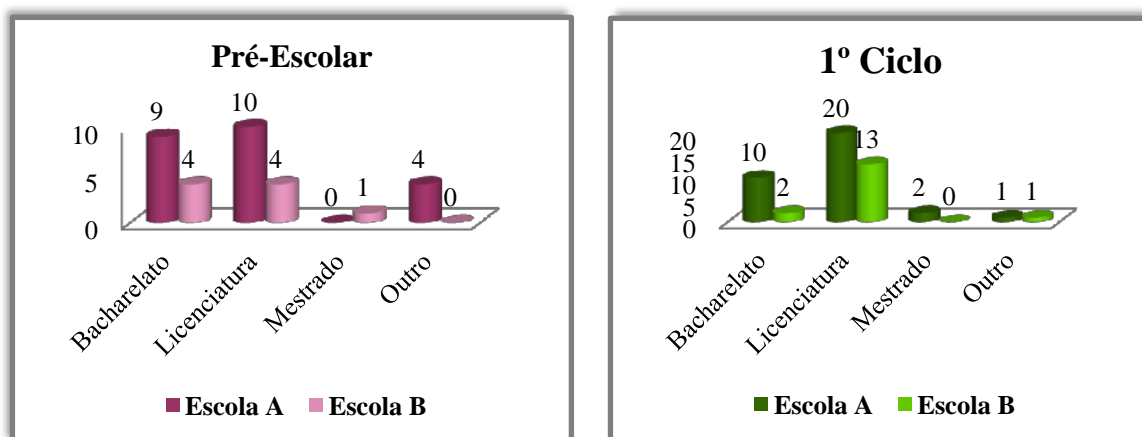 Pré-Escolar
10
5
0
9
4
10
4
0
1
4
0
Bacharelato
Licenciatura
Mestrado
Outro
Escola A
Escola B
1º Ciclo
20
15
10
5
0
10
2
20
13
2
0
1
1
Bacharelato
Licenciatura
Mestrado
Outro
Escola A
Escola B